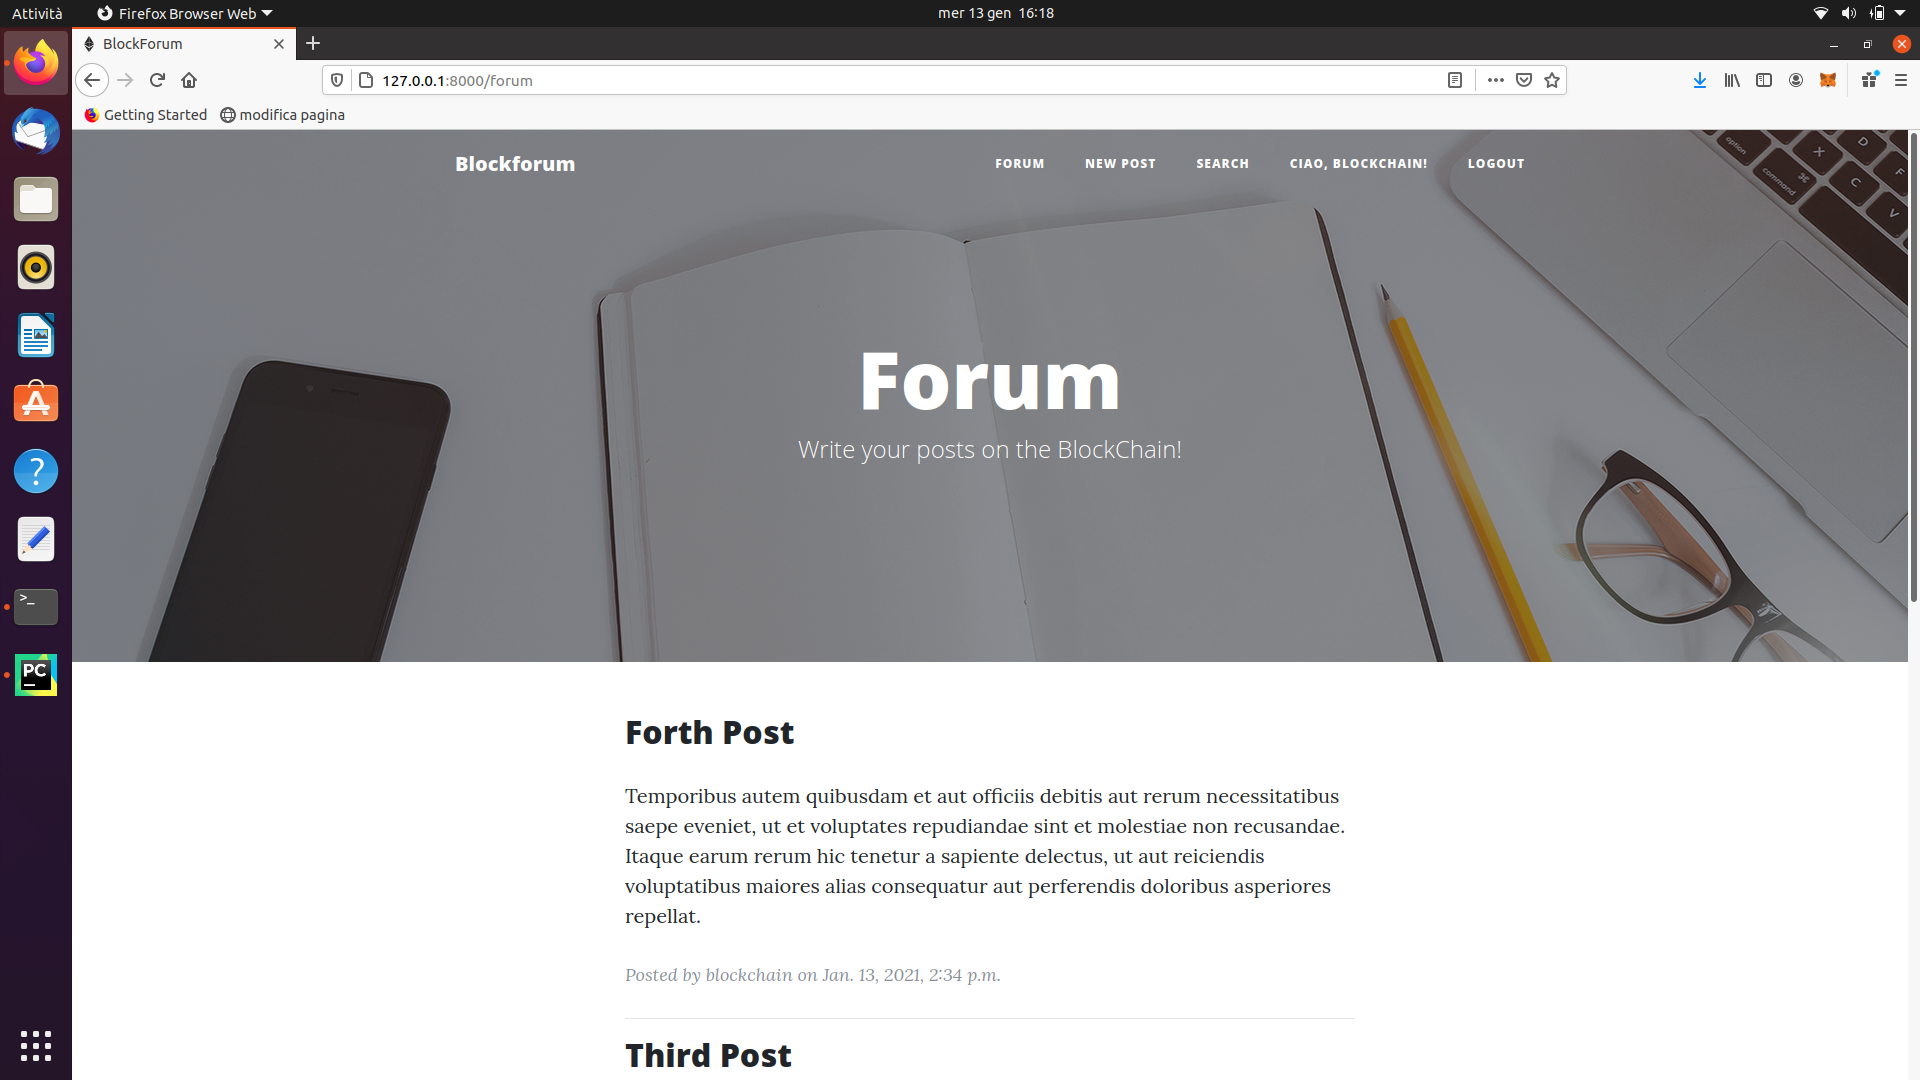 Attività
Firefox Browser Web
mer 13 gen 16:18
BlockForum
127.0.0.1:8000/forum
Getting Started
modifica pagina
Blockforum
FORUM
NEW POST
SEARCH
CIAO, BLOCKCHAIN!
LOGOUT
option
command
⌘
X
D
C
F
V
Forum
Write your posts on the BlockChain!
>_
PC
Forth Post
Temporibus autem quibusdam et aut officiis debitis aut rerum necessitatibus
saepe eveniet, ut et voluptates repudiandae sint et molestiae non recusandae.
Itaque earum rerum hic tenetur a sapiente delectus, ut aut reiciendis
voluptatibus maiores alias consequatur aut perferendis doloribus asperiores
repellat.
Posted by blockchain on Jan. 13, 2021, 2:34 p.m.
Third Post